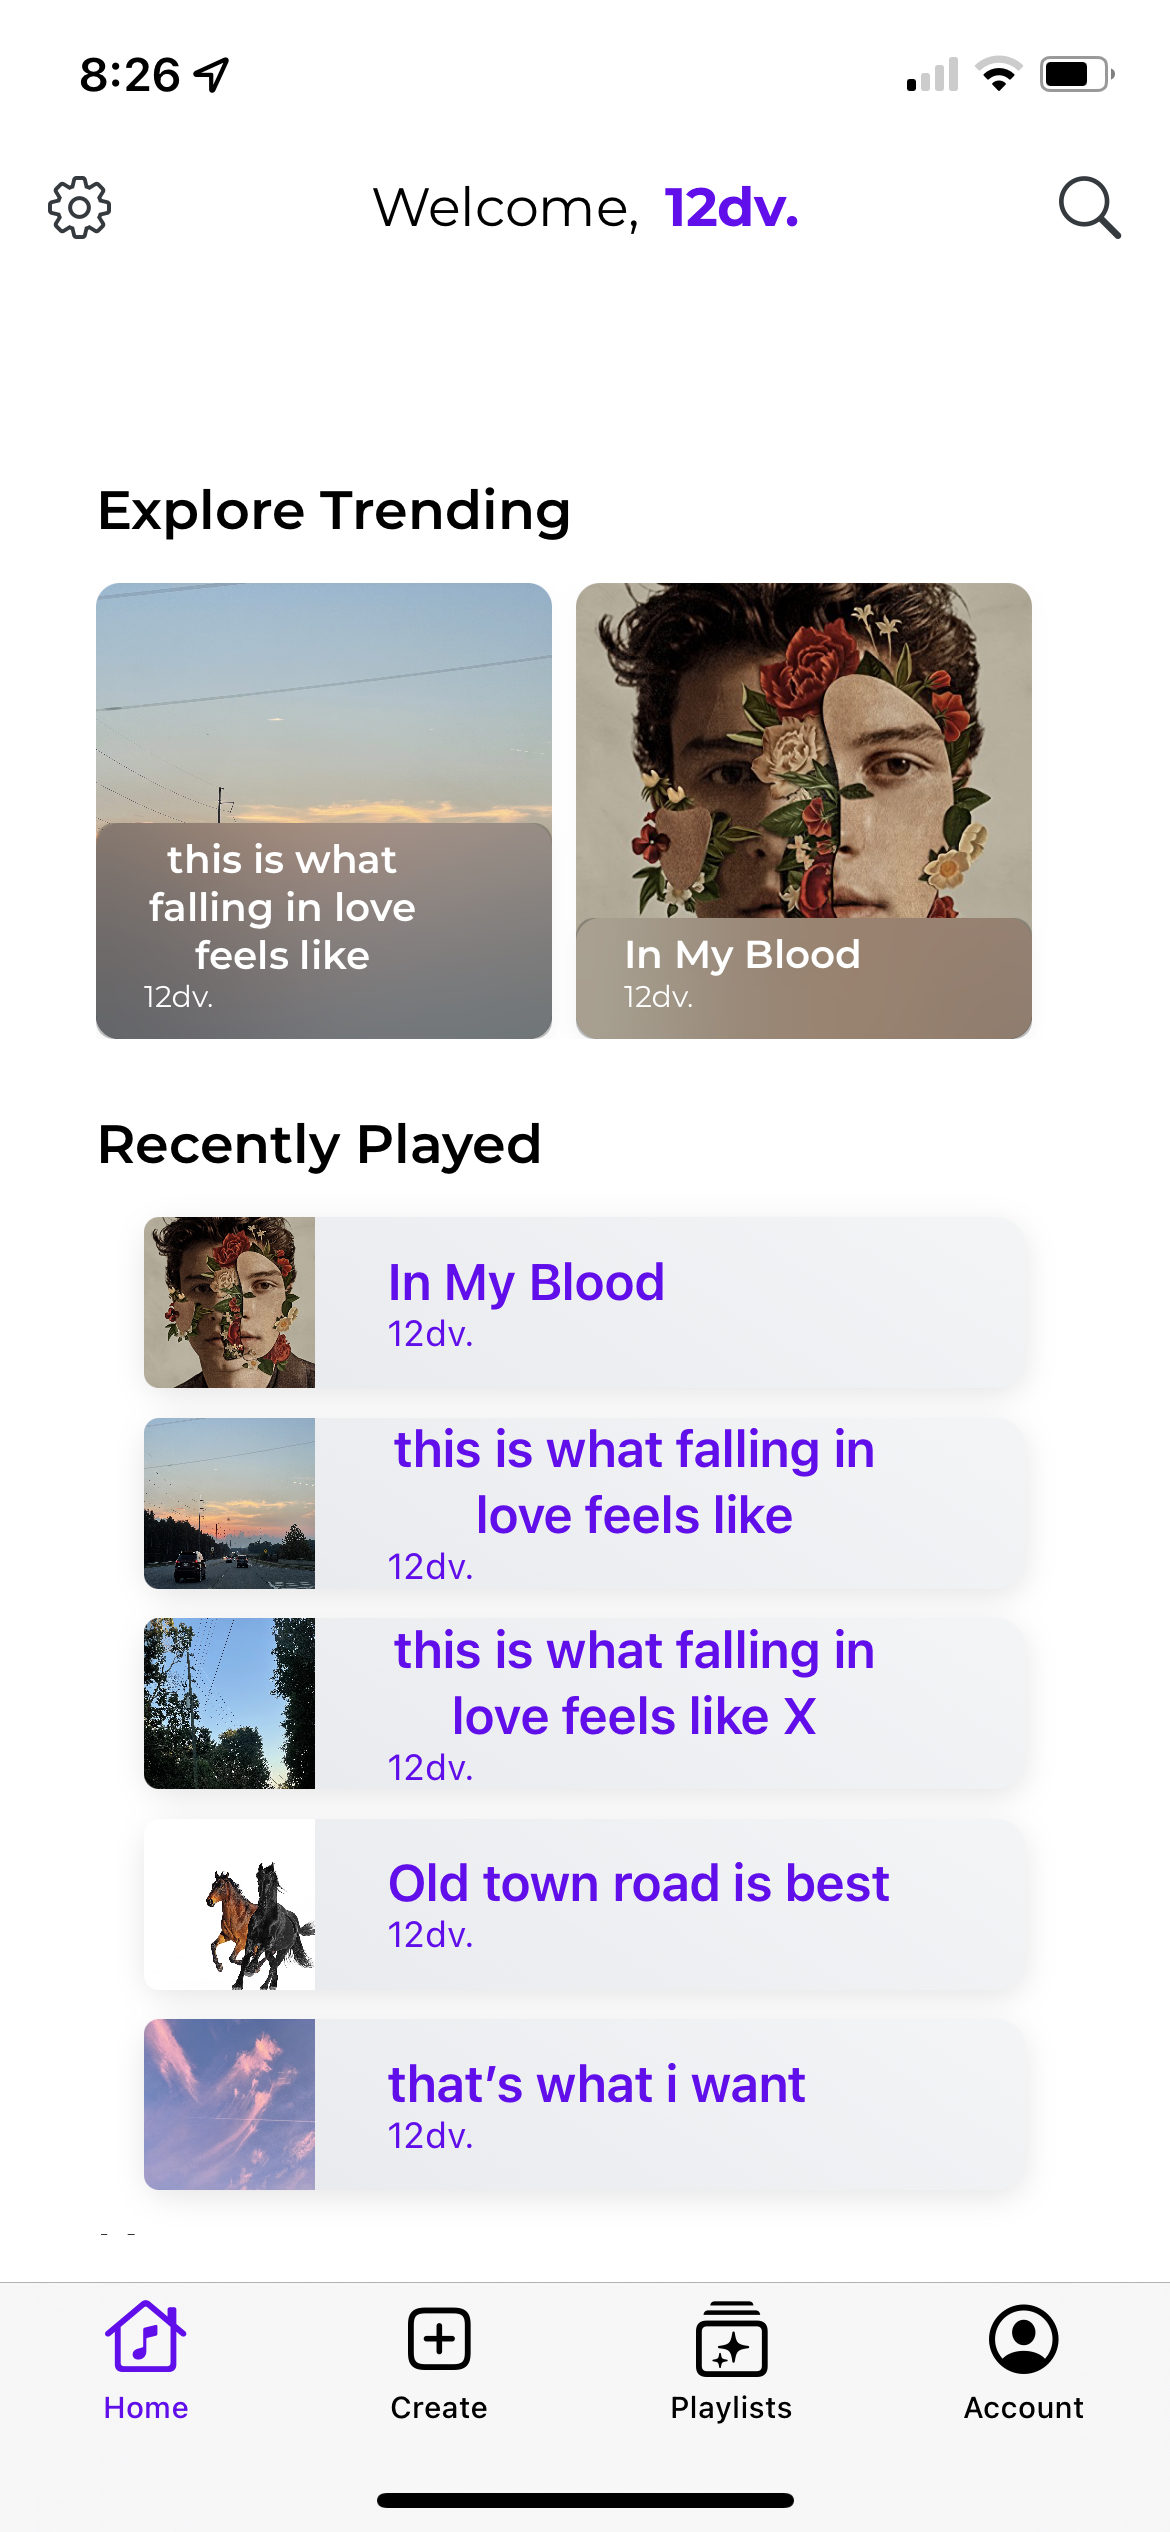 8:26
Welcome, 12dv.
Explore Trending
this is what
falling in love
feels like
12dv.
In My Blood
12dv.
Recently Played
In My Blood
12dv.
this is what falling in
love feels like
12dv.
this is what falling in
love feels like X
12dv.
Old town road is best
12dv.
that’s what i want
12dv.
Home
Create
Playlists
Account